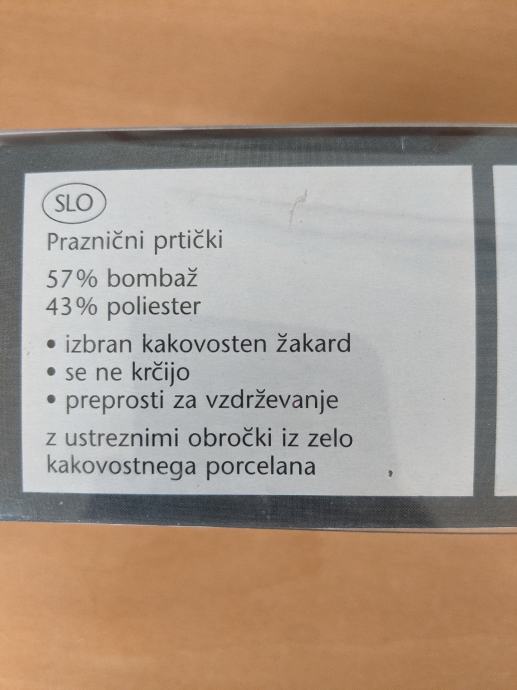 SLO
Praznični prtički
57% bombaž
43% poliester
• izbran kakovosten žakard
• se ne krčijo
• preprosti za vzdrževanje
z ustreznimi obročki iz zelo
kakovostnega porcelana